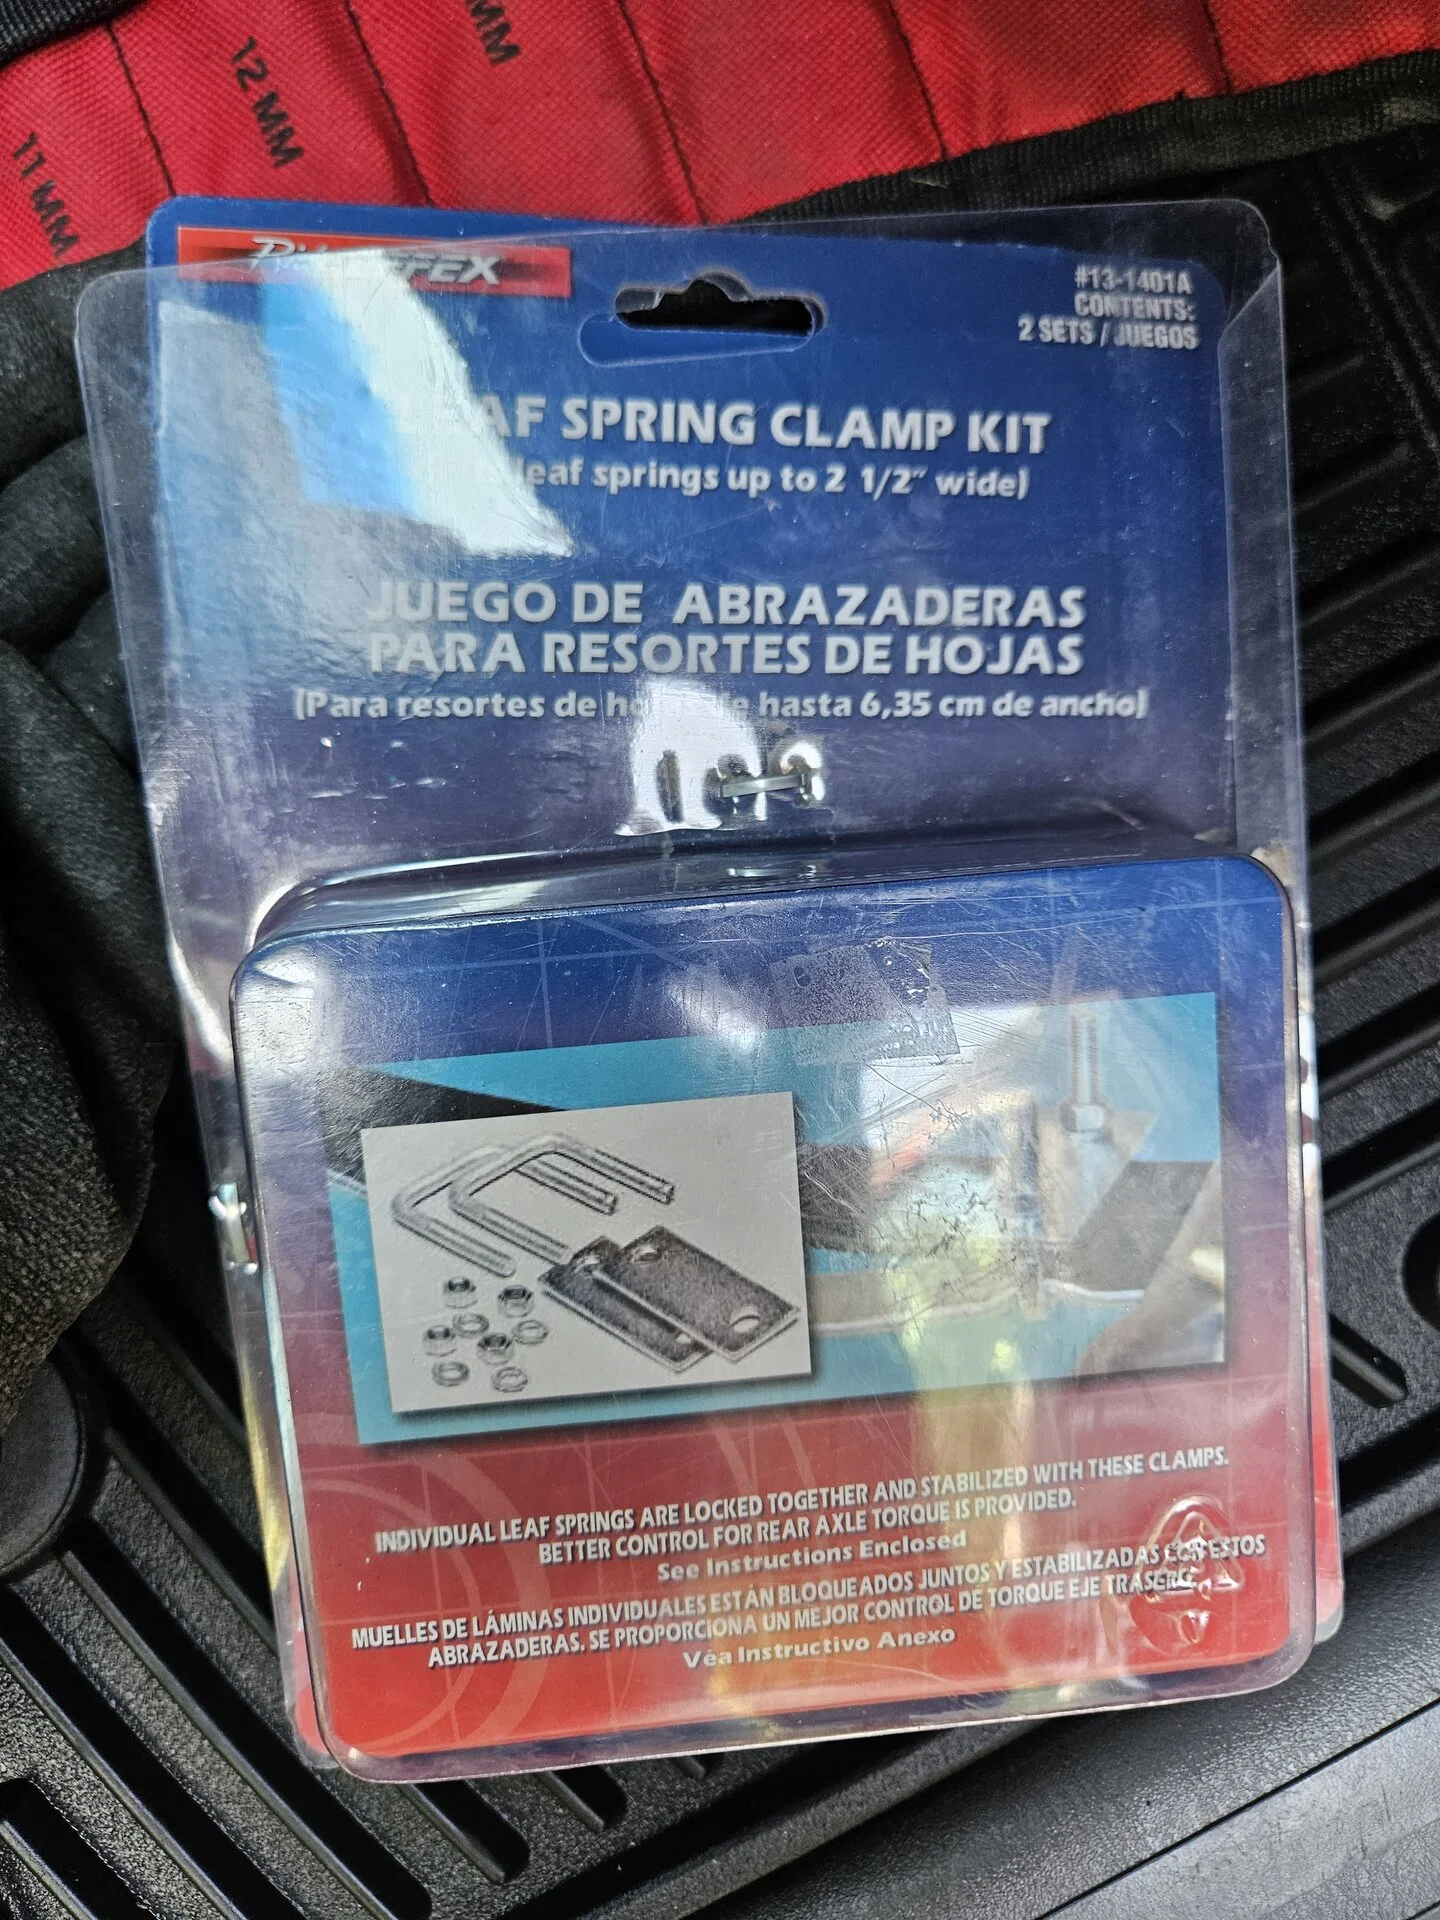 11 MM
12 MM
MM
#13-1401A
CONTENTS:
2 SETS / JUEGOS
SPRING CLAMP KIT
leaf springs up to 2 1/2" wide)
JUEGO DE ABRAZADERAS
PARA RESORTES DE HOJAS
(Para resortes de hasta 6,35 cm de ancho)
INDIVIDUAL LEAF SPRINGS ARE LOCKED TOGETHER AND STABILIZED WITH THESE CLAMPS.
BETTER CONTROL FOR REAR AXLE TORQUE IS PROVIDED.
See Instructions Enclosed
MUELLES DE LÁMINAS INDIVIDUALES ESTÁN BLOQUEADOS JUNTOS Y ESTABILIZADAS CON ESTOS
ABRAZADERAS. SE PROPORCIONA UN MEJOR CONTROL DE TORQUE EJE TRASERO.
Véa Instructivo Anexo